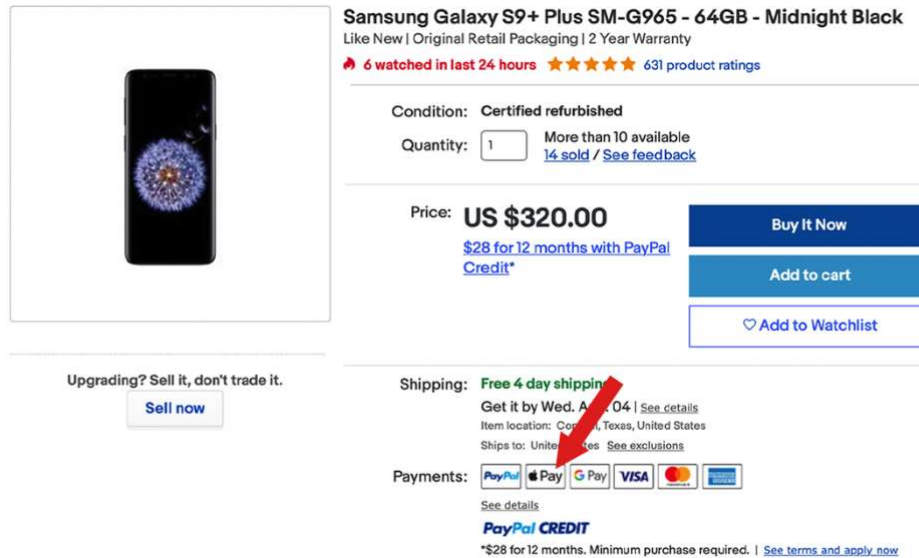 Samsung Galaxy S9+ Plus SM-G965 - 64GB - Midnight Black
Like New | Original Retail Packaging | 2 Year Warranty
6 watched in last 24 hours 631 product ratings
Condition: Certified refurbished
Quantity: 1 More than 10 available
14 sold / See feedback
Price: US $320.00
$28 for 12 months with PayPal
Credit*
Buy It Now
Add to cart
Add to Watchlist
Upgrading? Sell it, don't trade it.
Sell now
Shipping: Free 4 day shipping
Get it by Wed. 04 | See details
Item location: Texas, United States
Ships to: See exclusions
Payments: PayPal Pay G Pay VISA
See details
PayPal CREDIT
*$28 for 12 months. Minimum purchase required. | See terms and apply now